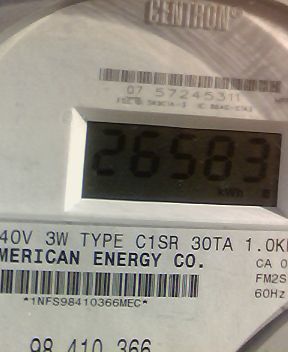 CENTRON®
07 57245311
26583
kWh
40V 3W TYPE C1SR 30TA 1.0K
MERICAN ENERGY CO.
CA 0
FM2S
60Hz
*1NFS98410366MEC*
98 410 366